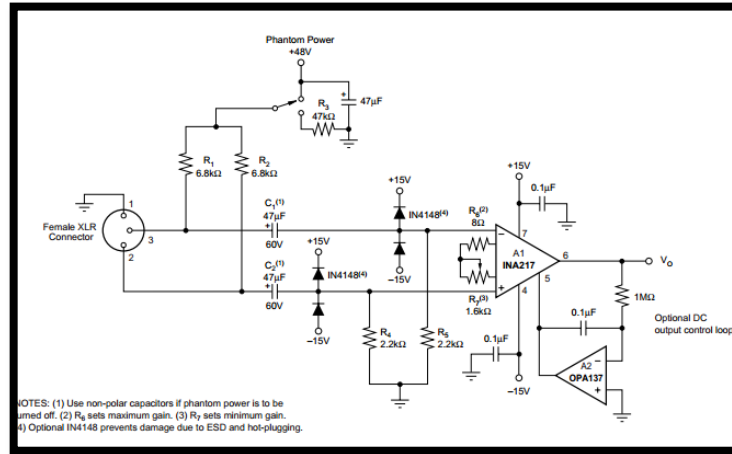 Phantom Power
+48V
+
47μF
R3
47kΩ
R1
6.8kΩ
R2
6.8kΩ
1
3
2
Female XLR
Connector
C1(1)
47μF
+
60V
+15V
IN4148(4)
–15V
C2(1)
47μF
+
60V
+15V
IN4148(4)
–15V
R4
2.2kΩ
R5
2.2kΩ
R6(2)
8Ω
R7(3)
1.6kΩ
+15V
0.1μF
7
–
A1
INA217
+
6
5
4
0.1μF
–15V
VO
1MΩ
0.1μF
Optional DC
output control loop
–
A2
OPA137
+
NOTES: (1) Use non-polar capacitors if phantom power is to be
urned off. (2) R6 sets maximum gain. (3) R7 sets minimum gain.
4) Optional IN4148 prevents damage due to ESD and hot-plugging.